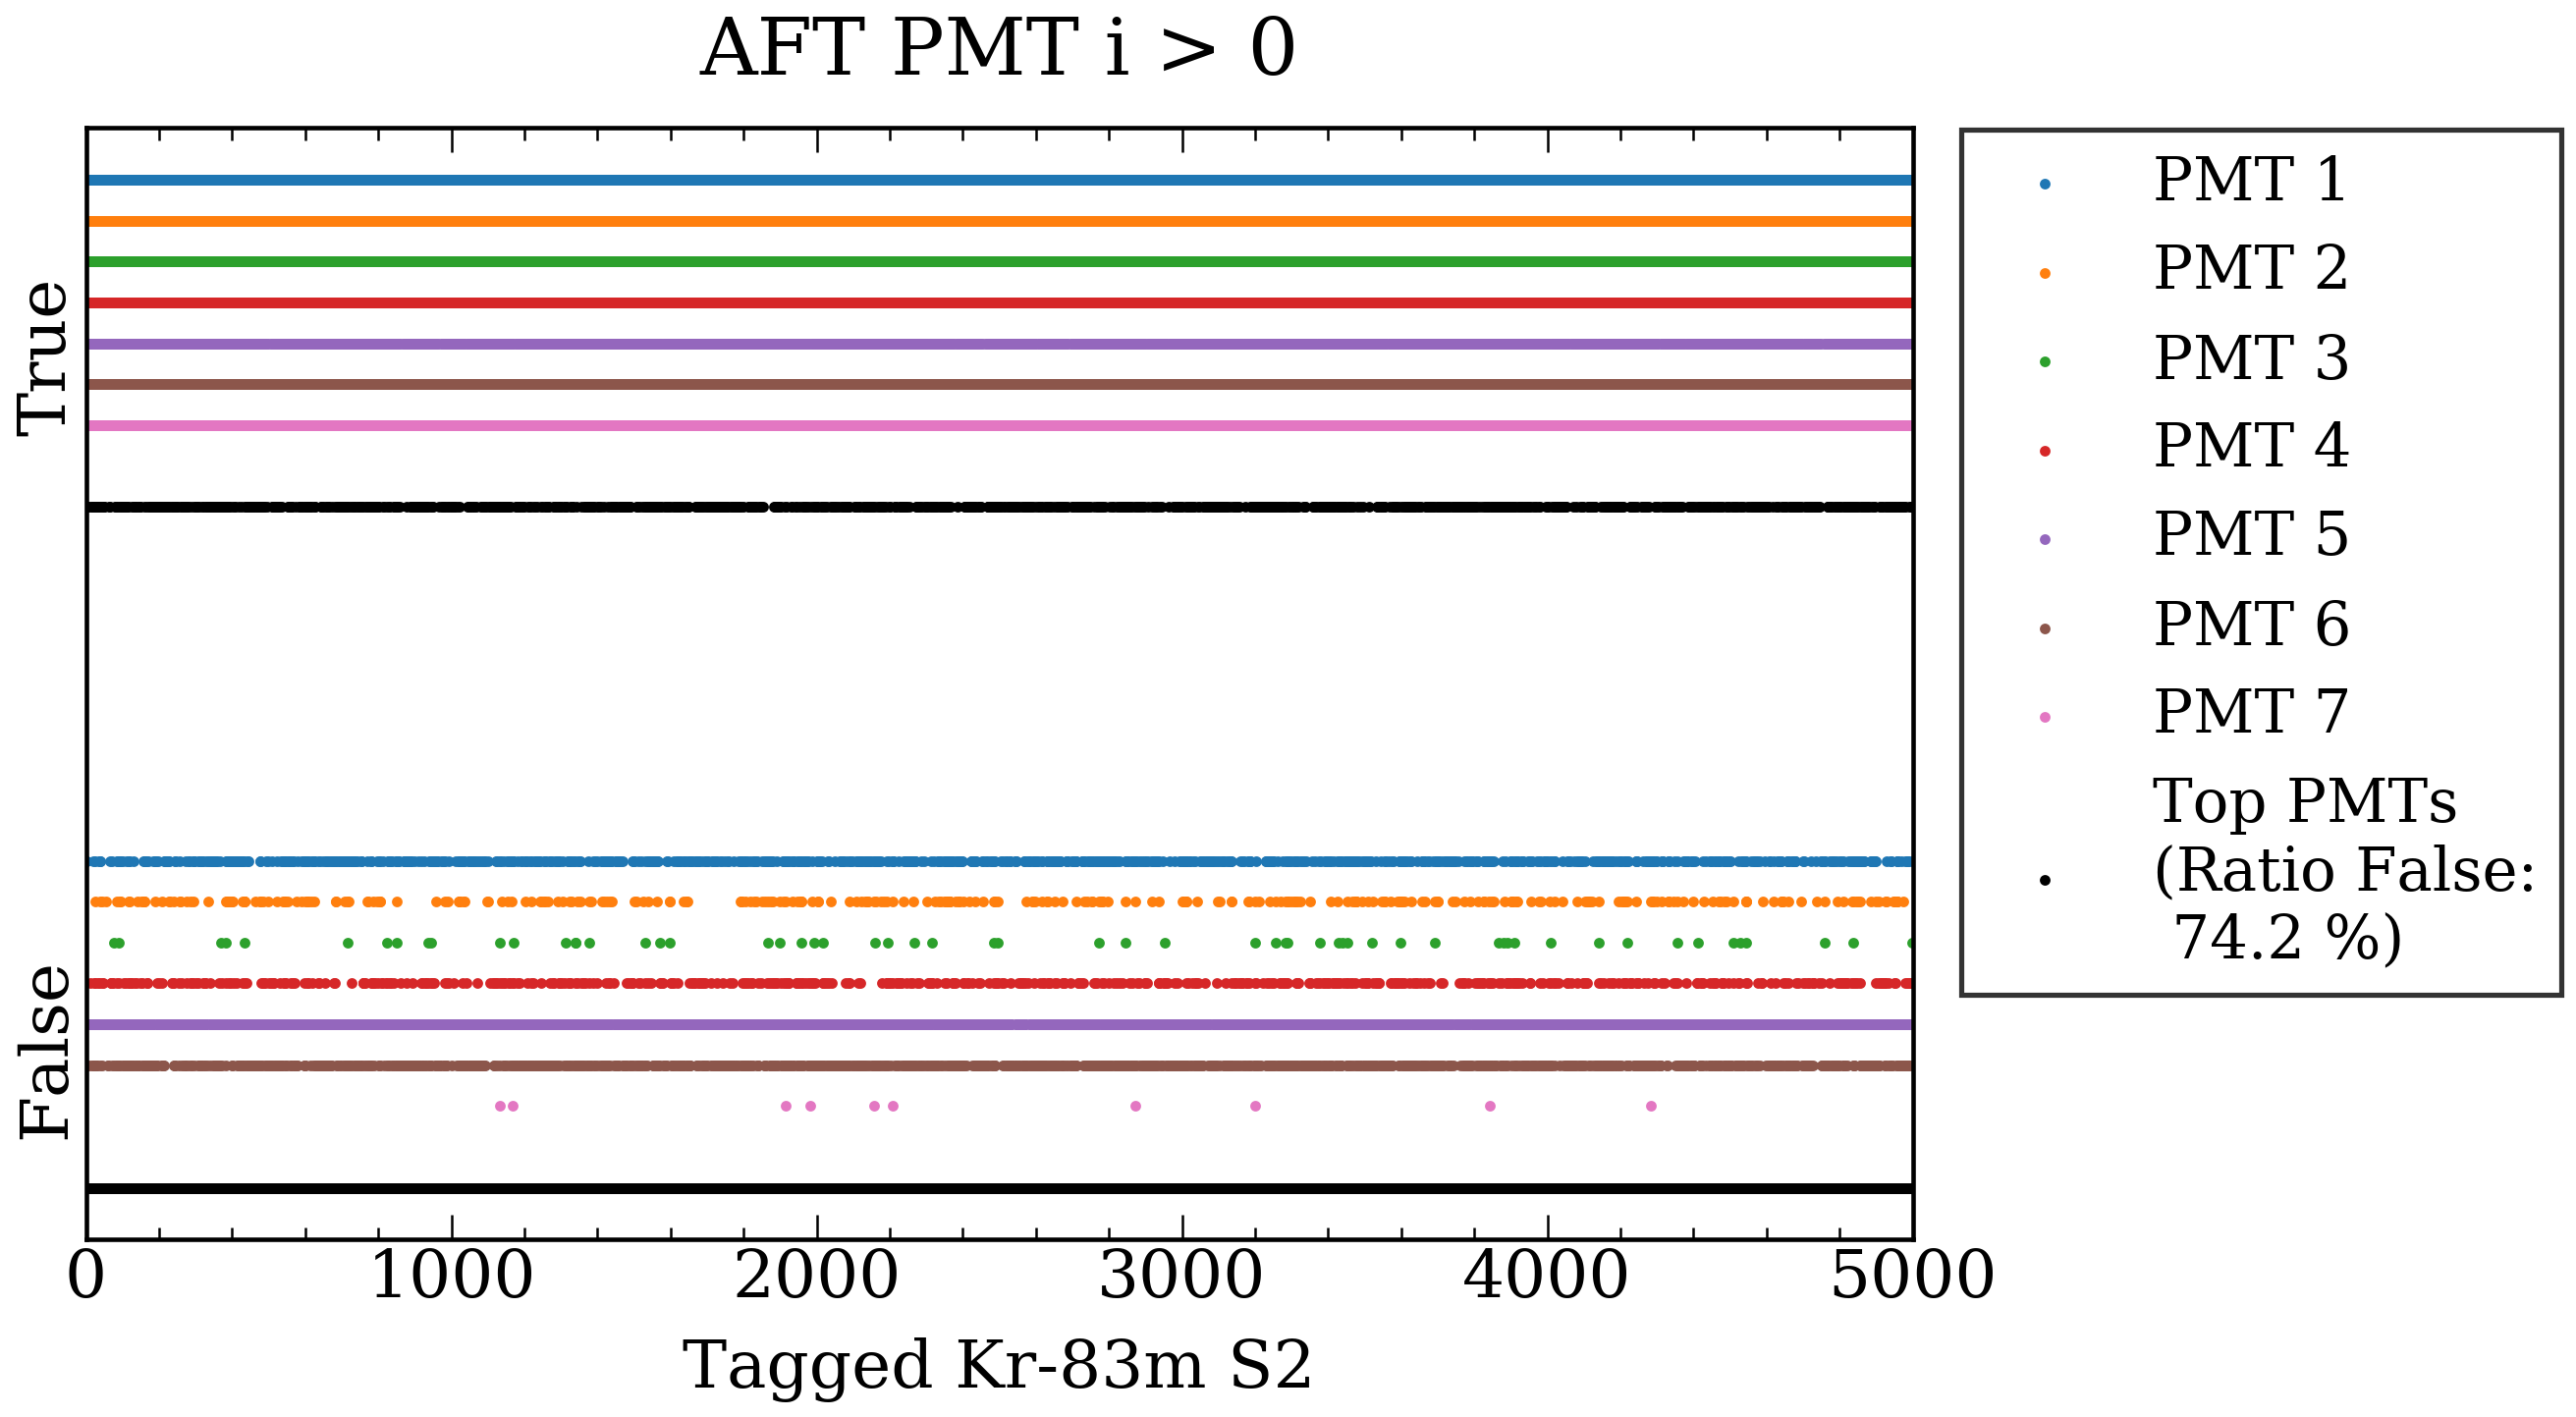 AFT PMT i > 0
True
False
0 1000 2000 3000 4000 5000
Tagged Kr-83m S2
PMT 1
PMT 2
PMT 3
PMT 4
PMT 5
PMT 6
PMT 7
Top PMTs
(Ratio False:
74.2 %)